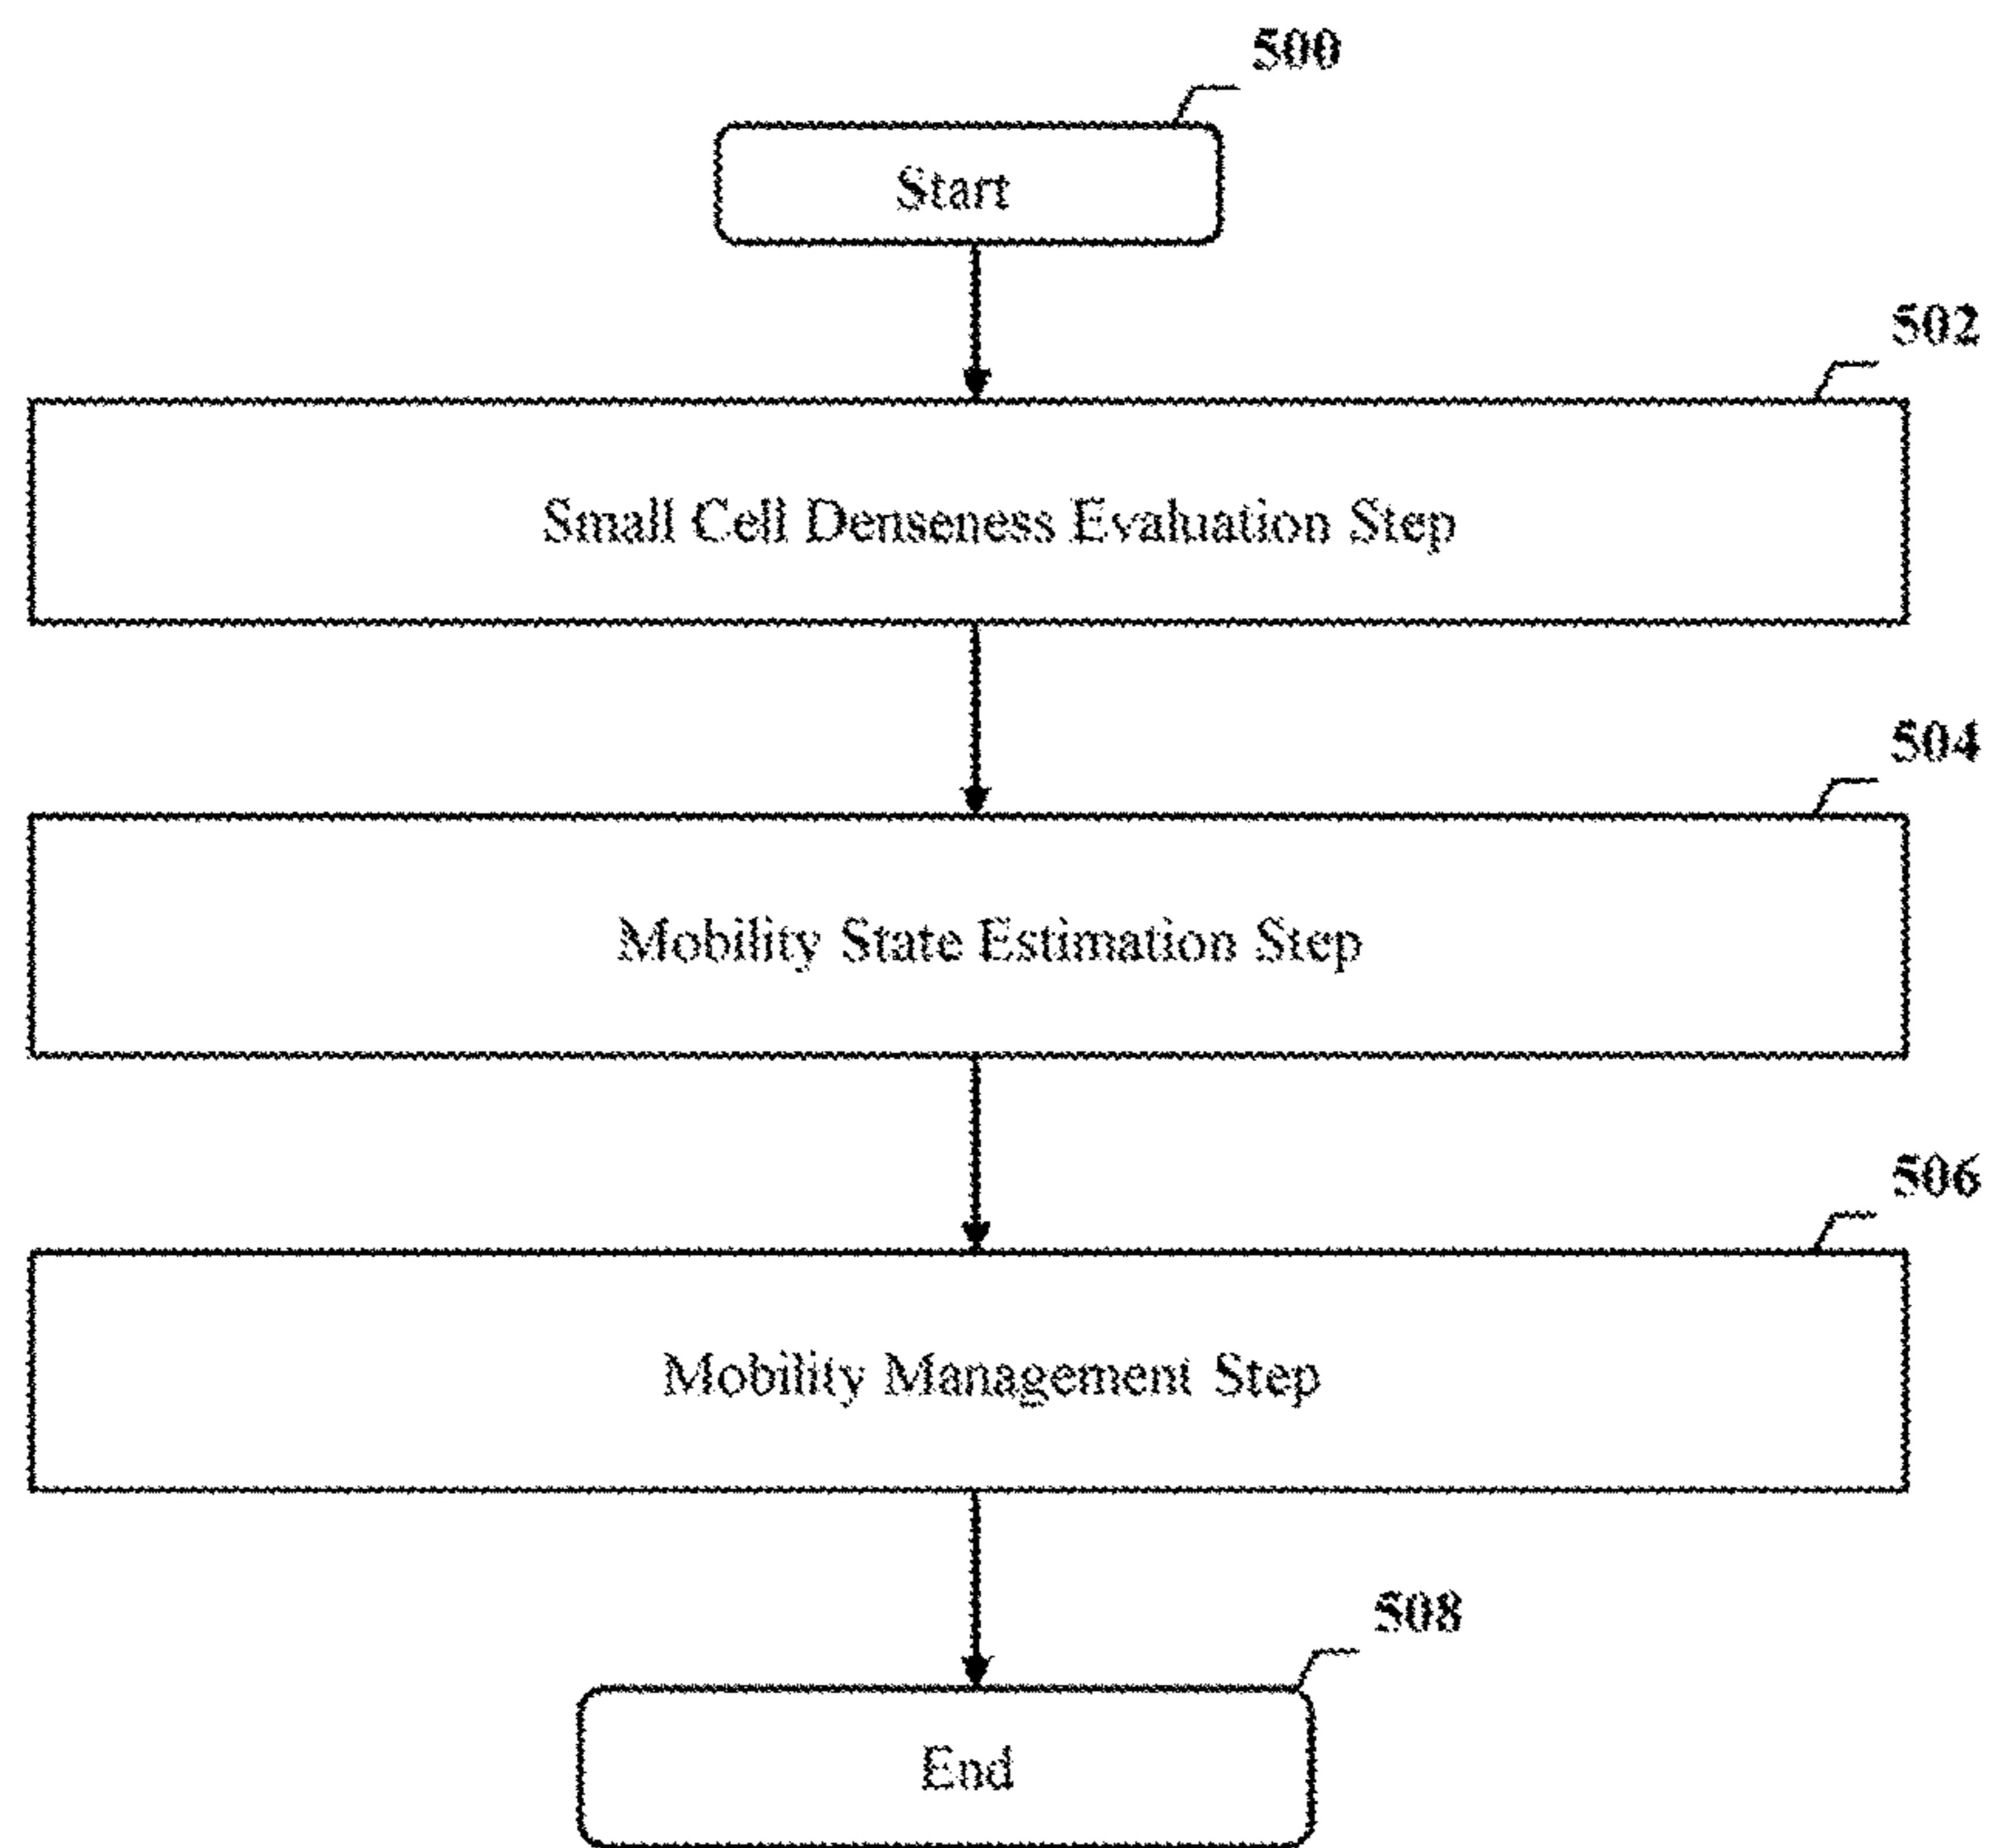 500
Start
502
Small Cell Denseness Evaluation Step
504
Mobility State Estimation Step
506
Mobility Management Step
508
End